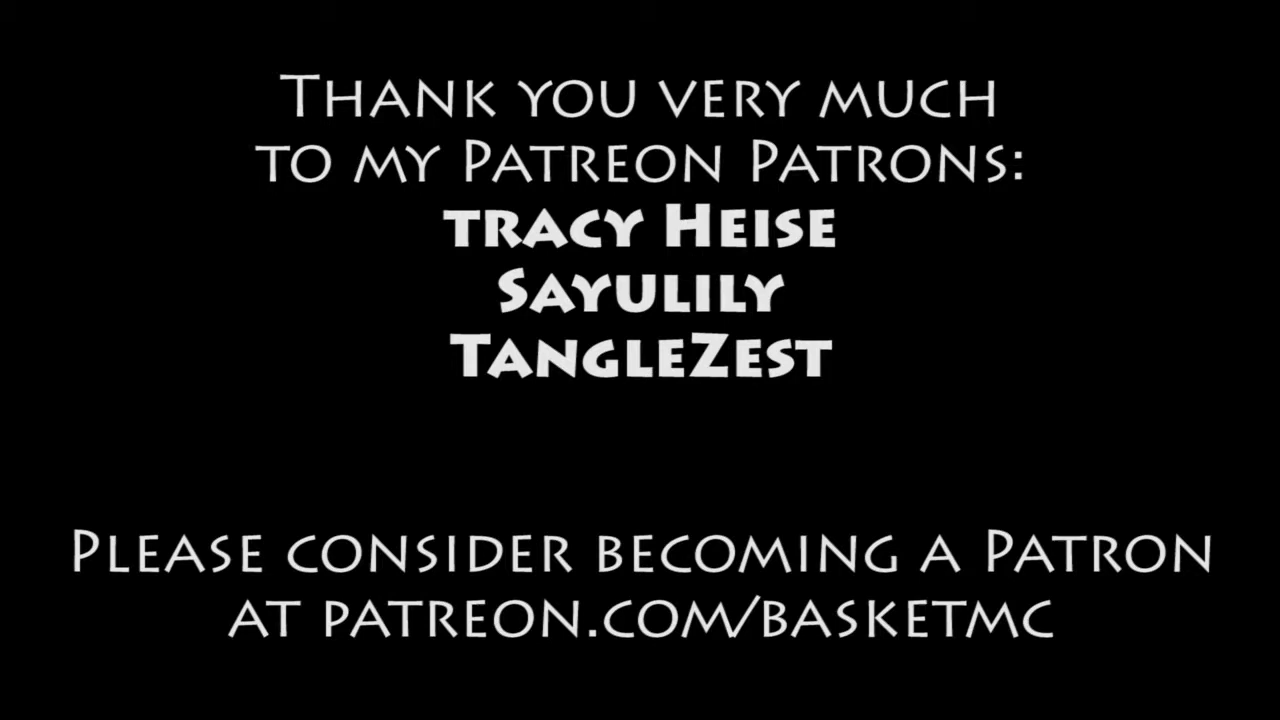 Thank you very much
to my Patreon Patrons:
tracy Heise
Sayulily
TangleZest
Please consider becoming a Patron
at patreon.com/basketmc